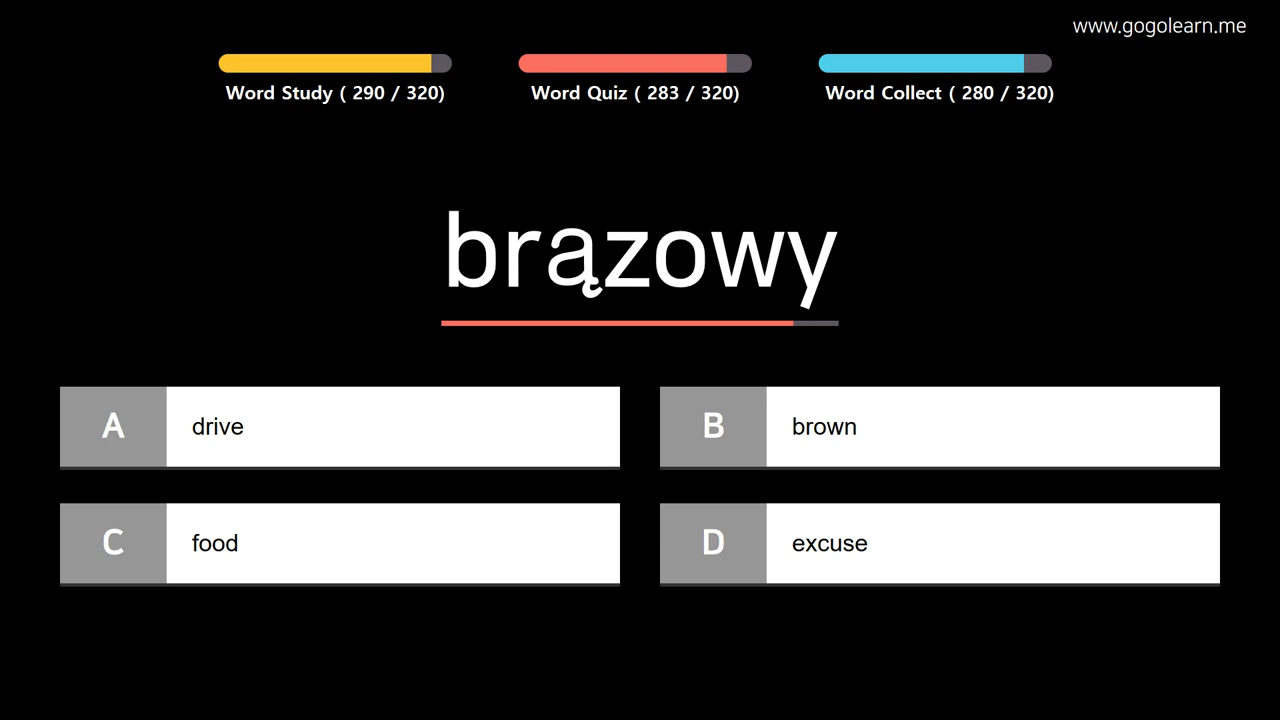 www.gogolearn.me
Word Study ( 290 / 320)
Word Quiz ( 283 / 320)
Word Collect ( 280 / 320)
brązowy
A drive
B brown
C food
D excuse